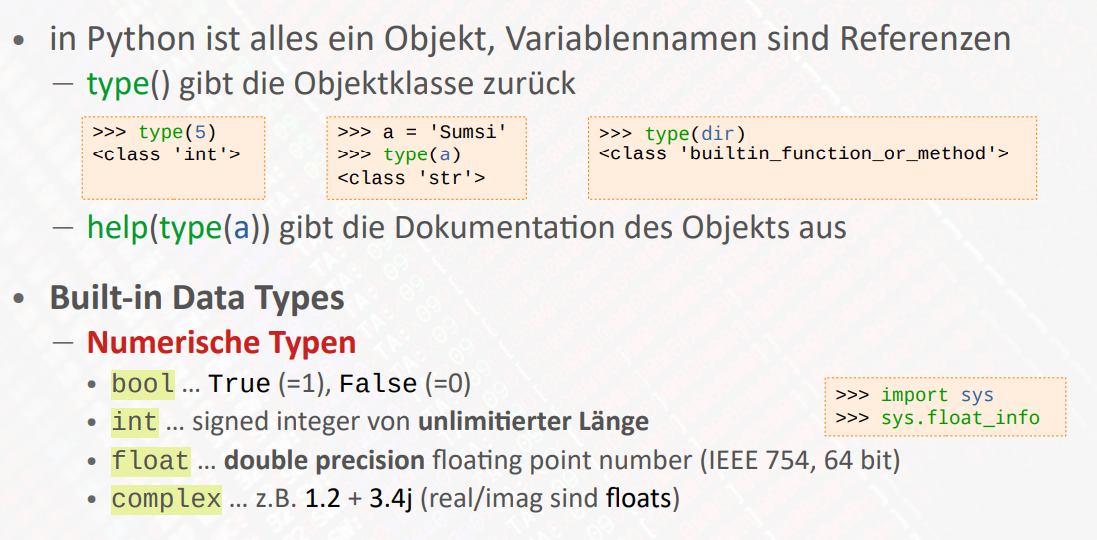 • in Python ist alles ein Objekt, Variablennamen sind Referenzen
– type() gibt die Objektklasse zurück
>>> type(5)
<class 'int'>
>>> a = 'Sumsi'
>>> type(a)
<class 'str'>
>>> type(dir)
<class 'builtin_function_or_method'>
– help(type(a)) gibt die Dokumentation des Objekts aus
• Built-in Data Types
– Numerische Typen
• bool … True (=1), False (=0)
• int … signed integer von unlimitierter Länge
>>> import sys
>>> sys.float_info
• float … double precision floating point number (IEEE 754, 64 bit)
• complex … z.B. 1.2 + 3.4j (real/imag sind floats)